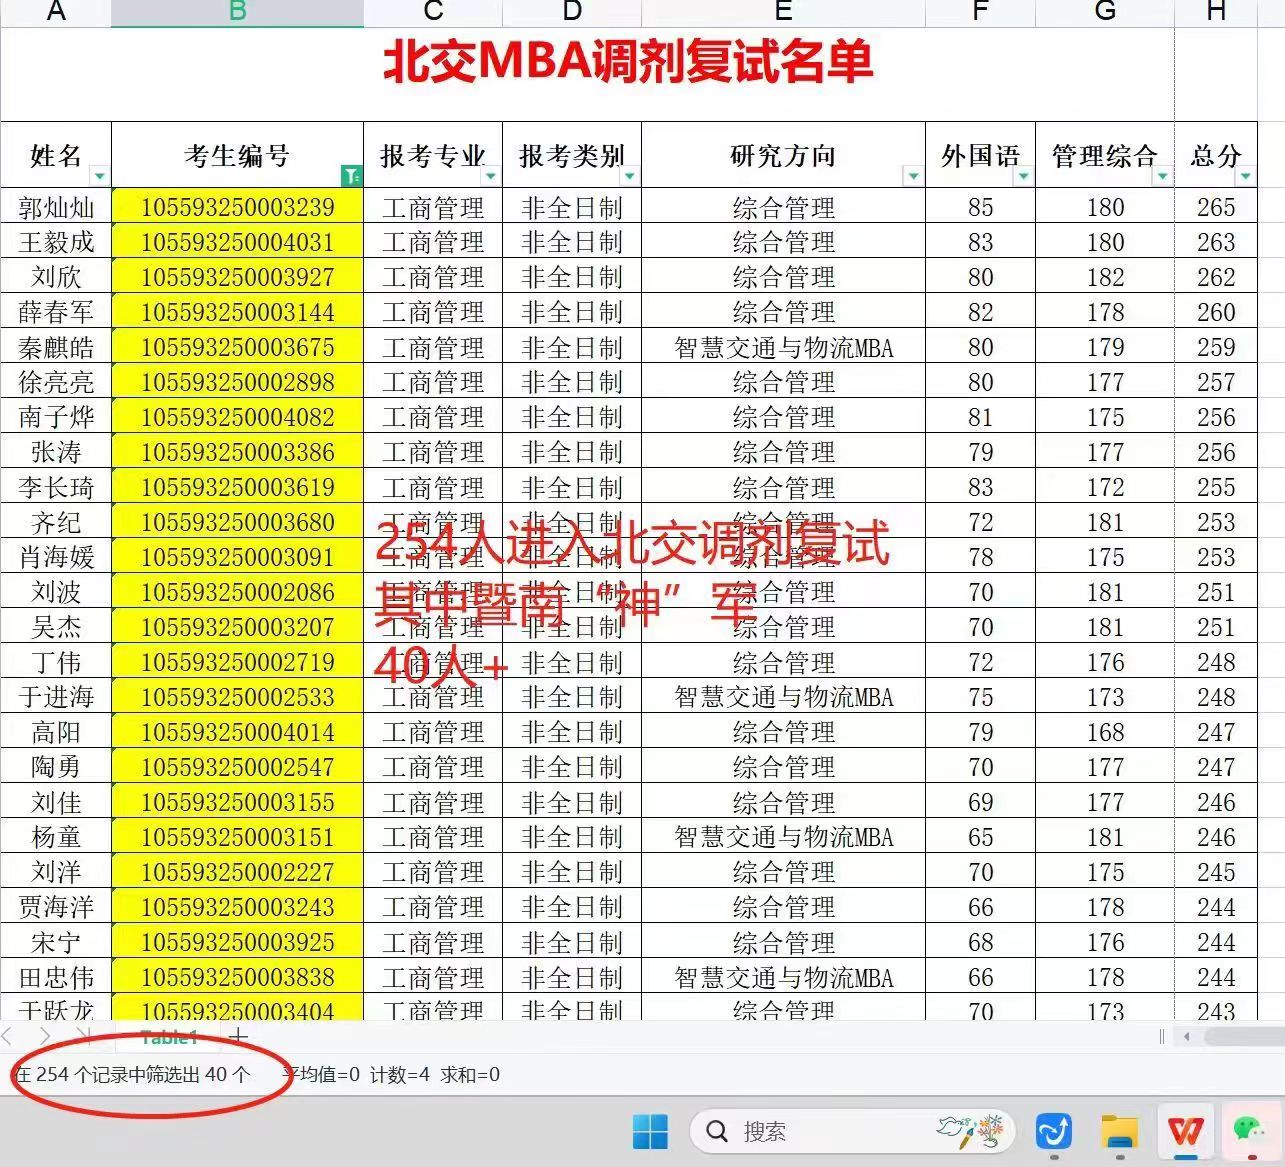 A B C D E F G H
北交MBA调剂复试名单
姓名 考生编号 报考专业 报考类别 研究方向 外国语 管理综合 总分
郭灿灿 105593250003239 工商管理 非全日制 综合管理 85 180 265
王毅成 105593250004031 工商管理 非全日制 综合管理 83 180 263
刘欣 105593250003927 工商管理 非全日制 综合管理 80 182 262
薛春军 105593250003144 工商管理 非全日制 综合管理 82 178 260
秦麒皓 105593250003675 工商管理 非全日制 智慧交通与物流MBA 80 179 259
徐亮亮 105593250002898 工商管理 非全日制 综合管理 80 177 257
南子烨 105593250004082 工商管理 非全日制 综合管理 81 175 256
张涛 105593250003386 工商管理 非全日制 综合管理 79 177 256
李长琦 105593250003619 工商管理 非全日制 综合管理 83 172 255
齐纪 105593250003680 工商管理 非全日制 综合管理 72 181 253
肖海媛 105593250003091 工商管理 非全日制 综合管理 78 175 253
刘波 105593250002086 工商管理 非全日制 综合管理 70 181 251
吴杰 105593250003207 工商管理 非全日制 综合管理 70 181 251
丁伟 105593250002719 工商管理 非全日制 综合管理 72 176 248
于进海 105593250002533 工商管理 非全日制 智慧交通与物流MBA 75 173 248
高阳 105593250004014 工商管理 非全日制 综合管理 79 168 247
陶勇 105593250002547 工商管理 非全日制 综合管理 70 177 247
刘佳 105593250003155 工商管理 非全日制 综合管理 69 177 246
杨童 105593250003151 工商管理 非全日制 智慧交通与物流MBA 65 181 246
刘洋 105593250002227 工商管理 非全日制 综合管理 70 175 245
贾海洋 105593250003243 工商管理 非全日制 综合管理 66 178 244
宋宁 105593250003925 工商管理 非全日制 综合管理 68 176 244
田忠伟 105593250003838 工商管理 非全日制 智慧交通与物流MBA 66 178 244
于跃龙 105593250003404 工商管理 非全日制 综合管理 70 173 243
254人进入北交调剂复试
其中暨南“神”军
40人+
Table1
在 254 个记录中筛选出 40 个 平均值=0 计数=4 求和=0
搜索